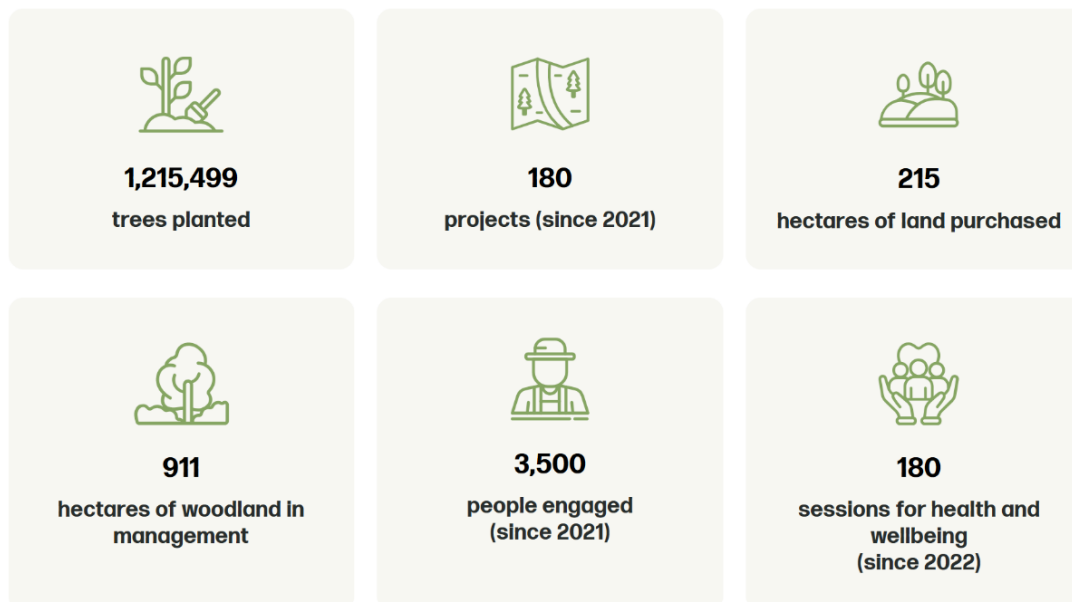 1,215,499
trees planted
180
projects (since 2021)
215
hectares of land purchased
911
hectares of woodland in
management
3,500
people engaged
(since 2021)
180
sessions for health and
wellbeing
(since 2022)